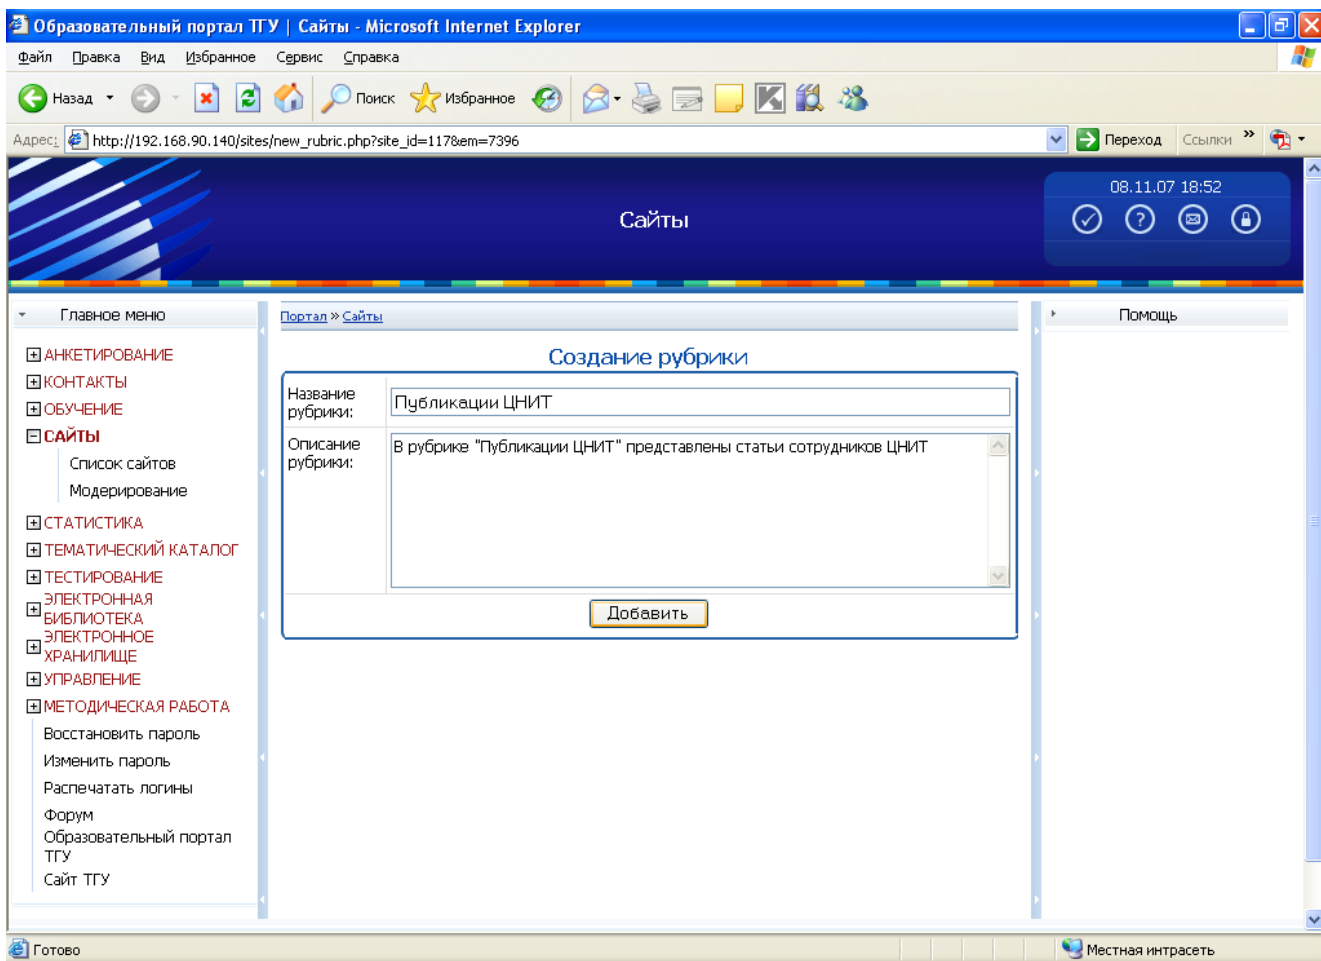 Образовательный портал ТГУ | Сайты - Microsoft Internet Explorer
Файл Правка Вид Избранное Сервис Справка
Назад Поиск Избранное
Адрес: http://192.168.90.140/sites/new_rubric.php?site_id=117&em=7396 Переход Ссылки »
08.11.07 18:52
Сайты
Главное меню
Портал » Сайты
Помощь
АНКЕТИРОВАНИЕ
КОНТАКТЫ
ОБУЧЕНИЕ
САЙТЫ
Список сайтов
Модерирование
СТАТИСТИКА
ТЕМАТИЧЕСКИЙ КАТАЛОГ
ТЕСТИРОВАНИЕ
ЭЛЕКТРОННАЯ
БИБЛИОТЕКА
ЭЛЕКТРОННОЕ
ХРАНИЛИЩЕ
УПРАВЛЕНИЕ
МЕТОДИЧЕСКАЯ РАБОТА
Восстановить пароль
Изменить пароль
Распечатать логины
Форум
Образовательный портал
ТГУ
Сайт ТГУ
Создание рубрики
Название
рубрики:
Публикации ЦНИТ
Описание
рубрики:
В рубрике "Публикации ЦНИТ" представлены статьи сотрудников ЦНИТ
Добавить
Готово
Местная интрасеть